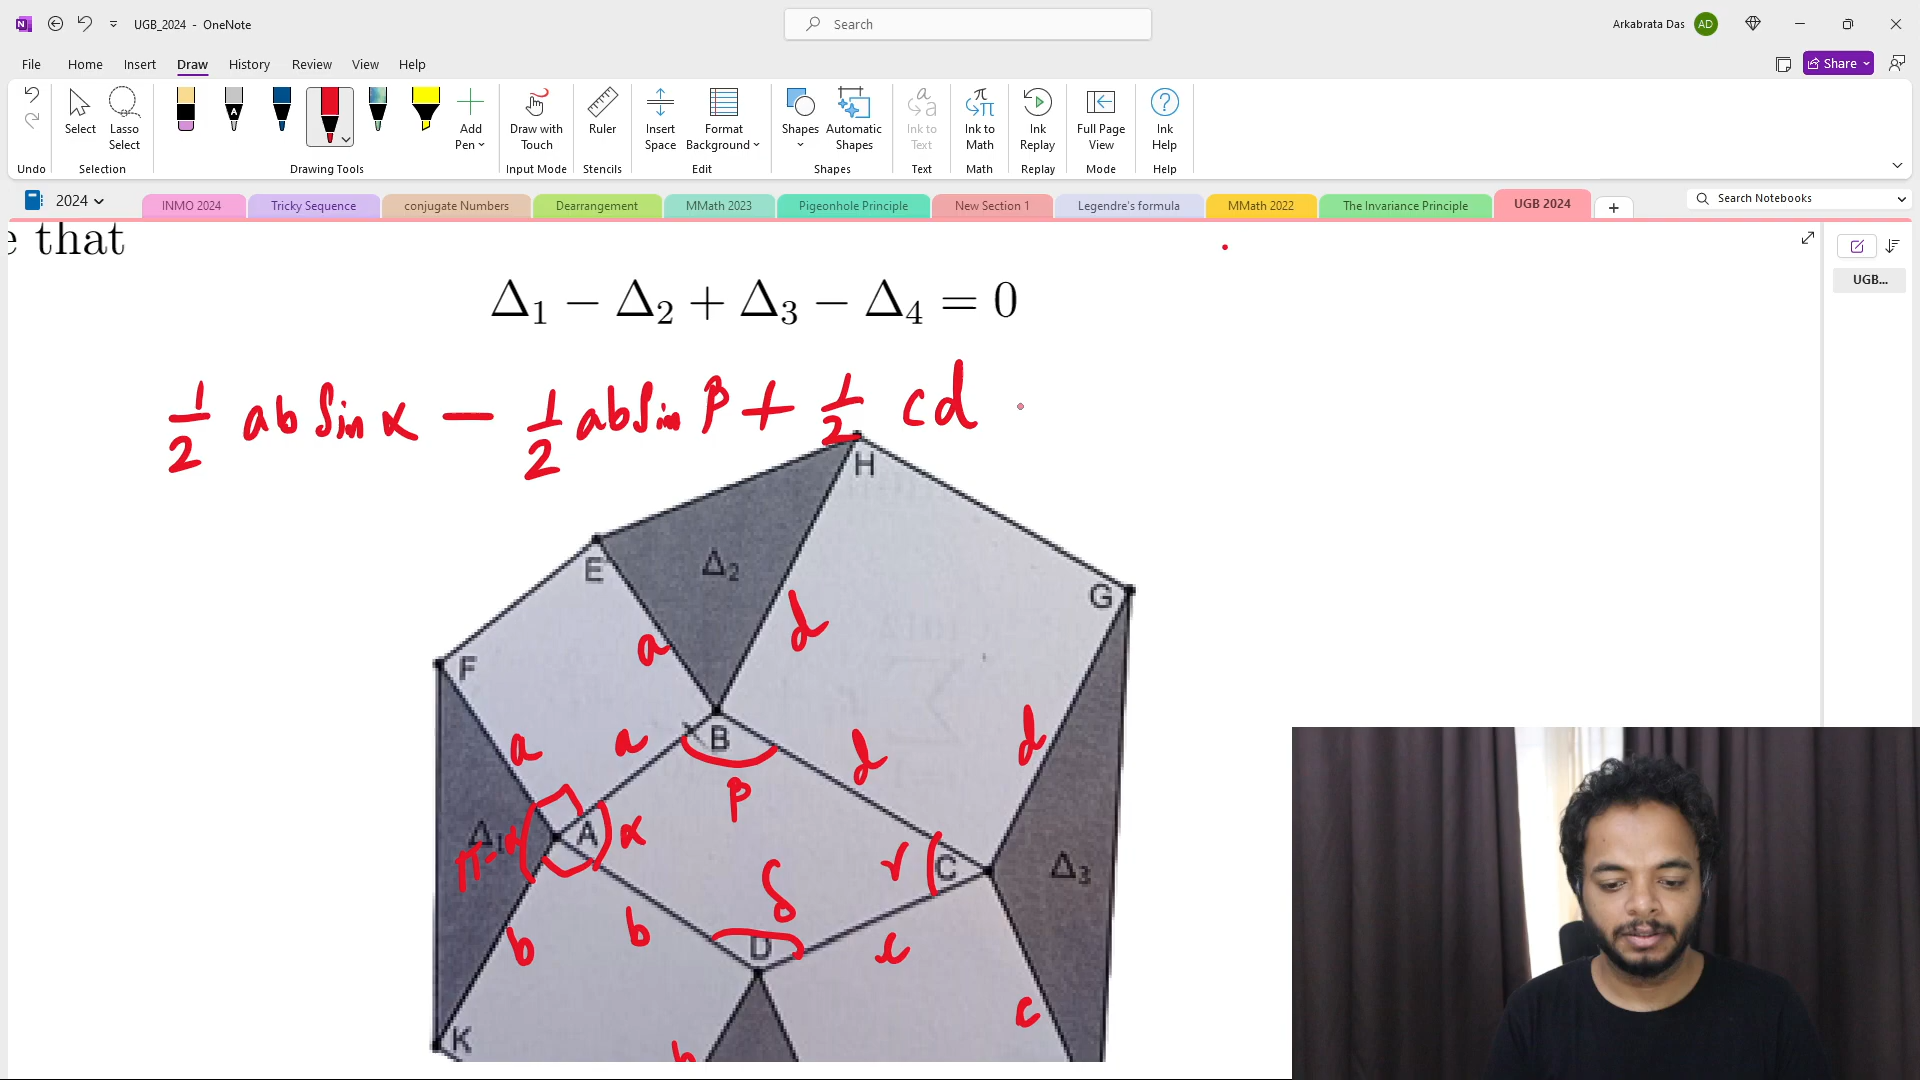 UGB_2024 - OneNote
Search
Arkabrata Das AD
File Home Insert Draw History Review View Help
Share
Select Lasso Select Add Pen Draw with Touch Ruler Insert Space Format Background Shapes Automatic Shapes Ink to Text Ink to Math Ink Replay Full Page View Ink Help
Undo Selection Drawing Tools Input Mode Stencils Edit Shapes Text Math Replay Mode Help
2024 INMO 2024 Tricky Sequence conjugate Numbers Dearrangement MMath 2023 Pigeonhole Principle New Section 1 Legendre's formula MMath 2022 The Invariance Principle UGB 2024 + Search Notebooks
e that
UGB...
Δ₁ − Δ₂ + Δ₃ − Δ₄ = 0
1/2 ab sin α − 1/2 ab sin β + 1/2 cd
H
E Δ₂ G
a d
F
B
a a d d
β
Δ₁ π-α A α γ C Δ₃
δ
b b D c
c
K
b